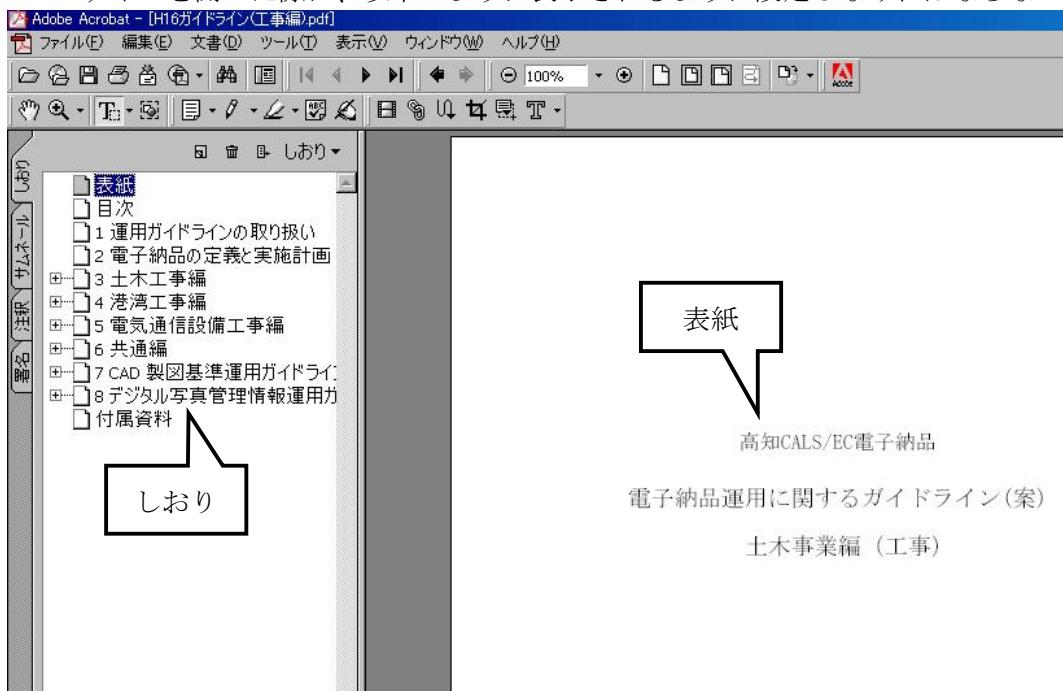 Adobe Acrobat - [H16ガイドライン(工事編).pdf]
ファイル(F) 編集(E) 文書(D) ツール(T) 表示(V) ウィンドウ(W) ヘルプ(H)
100%
Adobe
しおり
しおり
サムネール
注釈
署名
表紙
目次
1 運用ガイドラインの取り扱い
2 電子納品の定義と実施計画
3 土木工事編
4 港湾工事編
5 電気通信設備工事編
6 共通編
7 CAD 製図基準運用ガイドライ
8 デジタル写真管理情報運用ガ
付属資料
しおり
表紙
高知CALS/EC電子納品
電子納品運用に関するガイドライン(案)
土木事業編（工事）